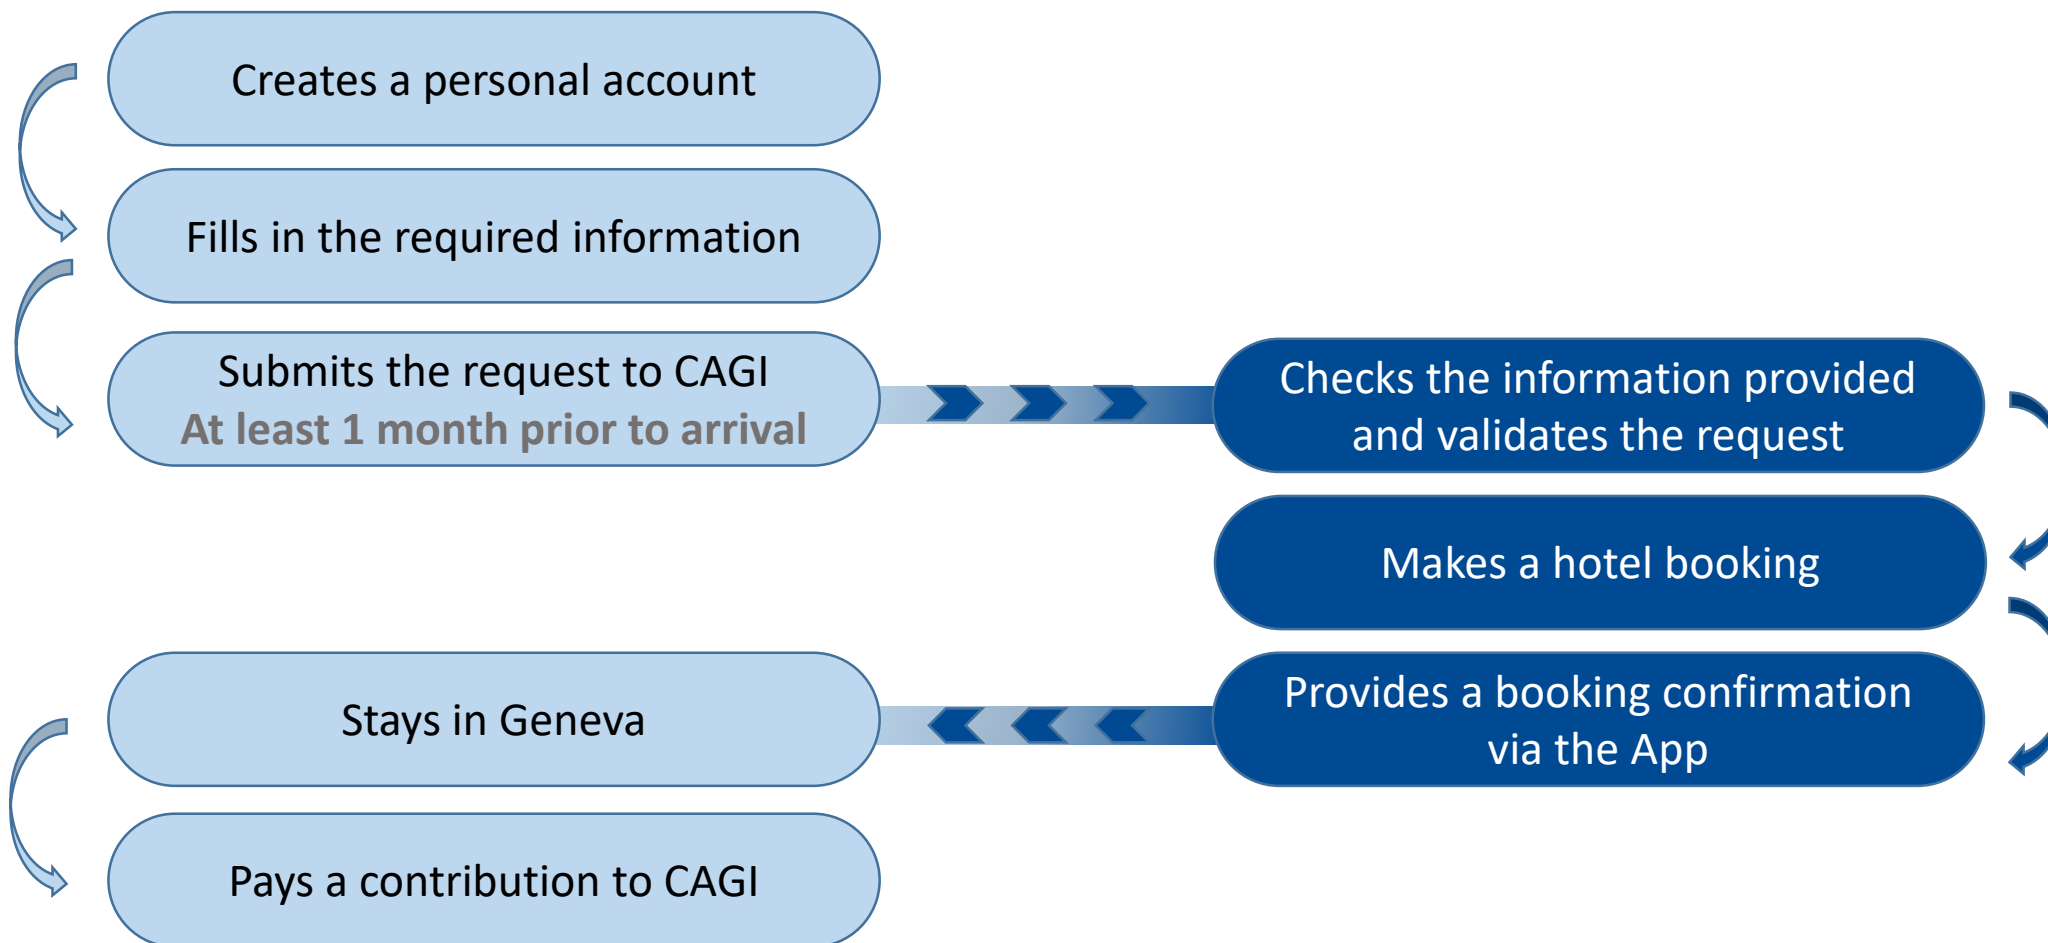 Creates a personal account
Fills in the required information
Submits the request to CAGI
At least 1 month prior to arrival
Checks the information provided
and validates the request
Makes a hotel booking
Provides a booking confirmation
via the App
Stays in Geneva
Pays a contribution to CAGI